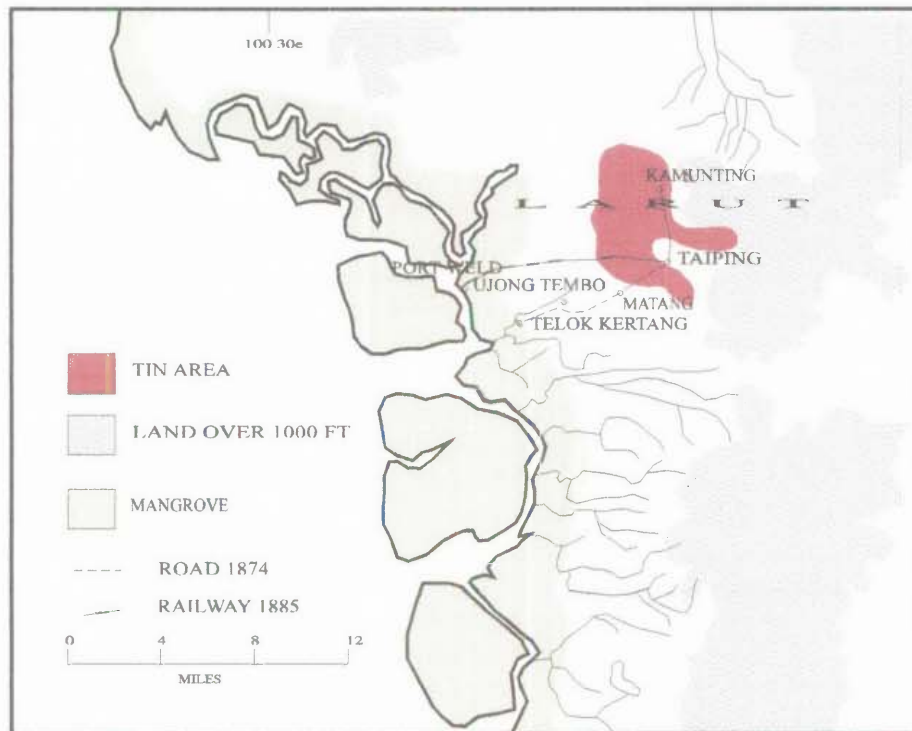 100 30e
KAMUNTING
L A R U T
TAIPING
PORT WELD
UJONG TEMBO
MATANG
TELOK KERTANG
TIN AREA
LAND OVER 1000 FT
MANGROVE
ROAD 1874
RAILWAY 1885
0 4 8 12
MILES